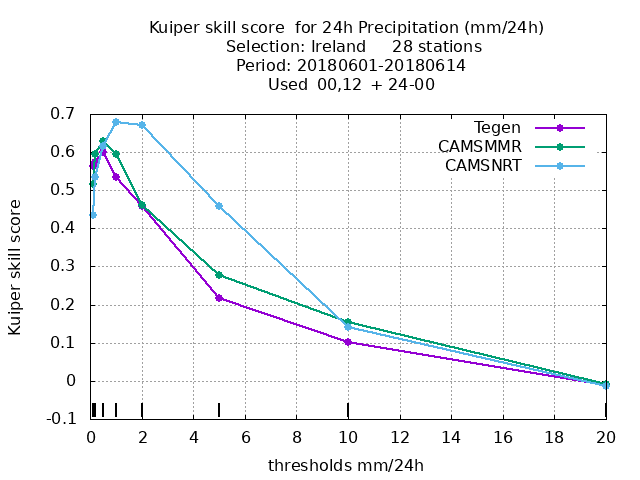 Kuiper skill score  for 24h Precipitation (mm/24h)
Selection: Ireland     28 stations
Period: 20180601-20180614
Used  00,12  + 24-00
Tegen
CAMSMMR
CAMSNRT
Kuiper skill score
0.7
0.6
0.5
0.4
0.3
0.2
0.1
0
-0.1
0 2 4 6 8 10 12 14 16 18 20
thresholds mm/24h